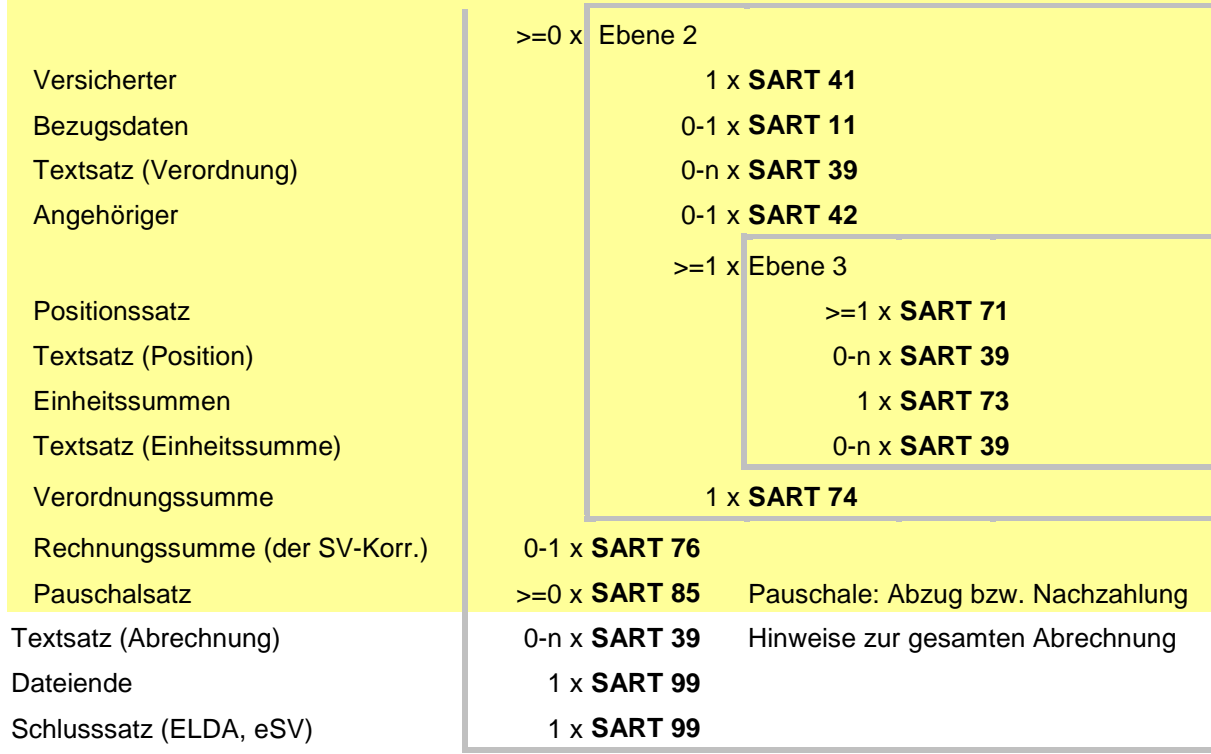 >=0 x Ebene 2
Versicherter 1 x SART 41
Bezugsdaten 0-1 x SART 11
Textsatz (Verordnung) 0-n x SART 39
Angehöriger 0-1 x SART 42
>=1 x Ebene 3
Positionssatz >=1 x SART 71
Textsatz (Position) 0-n x SART 39
Einheitssummen 1 x SART 73
Textsatz (Einheitssumme) 0-n x SART 39
Verordnungssumme 1 x SART 74
Rechnungssumme (der SV-Korr.) 0-1 x SART 76
Pauschalsatz >=0 x SART 85 Pauschale: Abzug bzw. Nachzahlung
Textsatz (Abrechnung) 0-n x SART 39 Hinweise zur gesamten Abrechnung
Dateiende 1 x SART 99
Schlusssatz (ELDA, eSV) 1 x SART 99